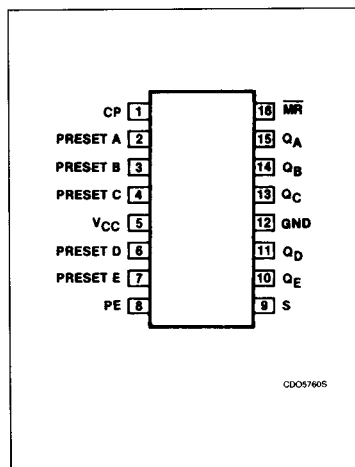 CP 1 16 MR
PRESET A 2 15 QA
PRESET B 3 14 QB
PRESET C 4 13 QC
VCC 5 12 GND
PRESET D 6 11 QD
PRESET E 7 10 QE
PE 8 9 S
CDO5760S